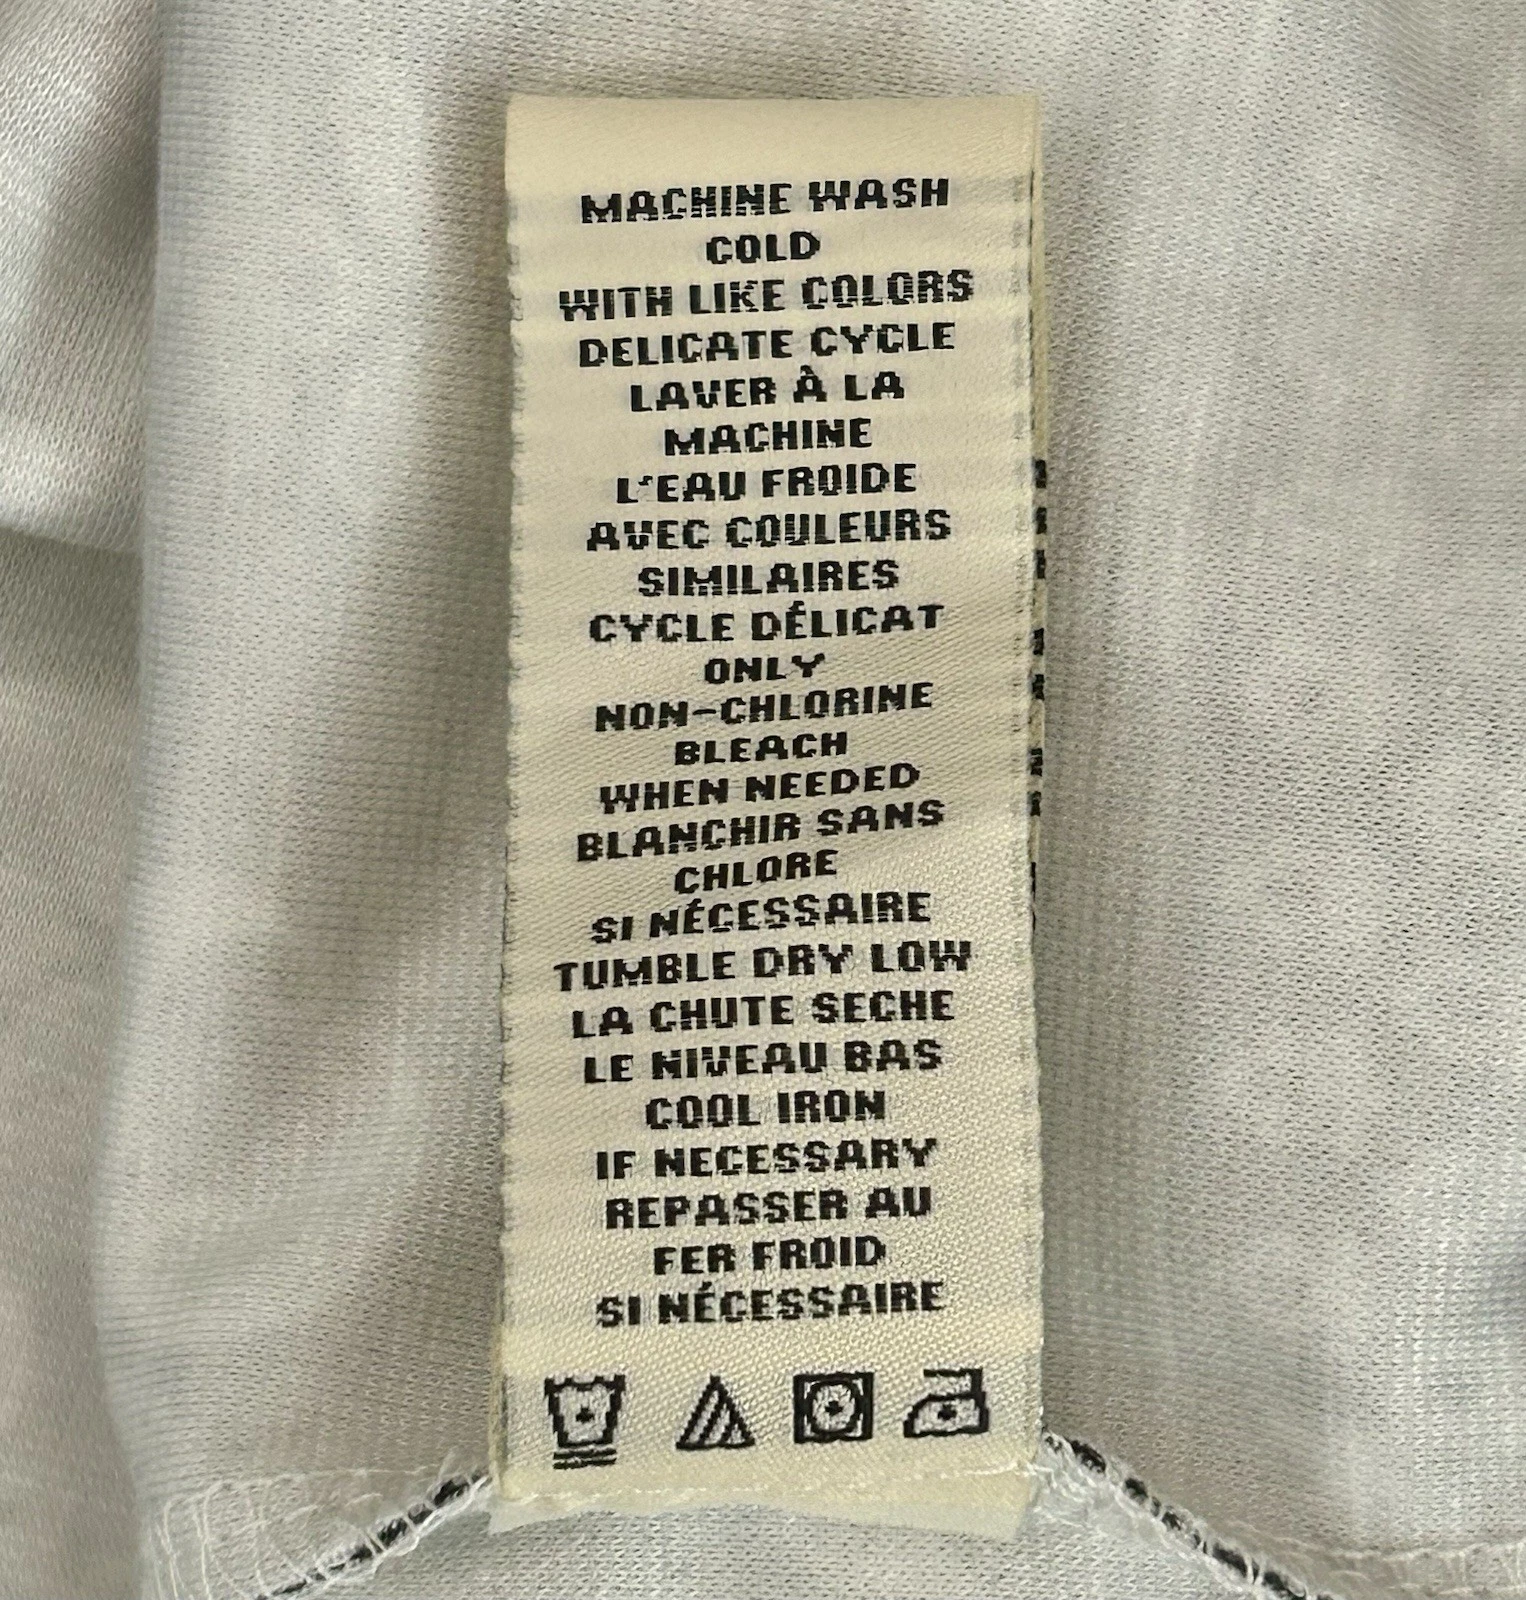 MACHINE WASH
COLD
WITH LIKE COLORS
DELICATE CYCLE
LAVER À LA
MACHINE
L'EAU FROIDE
AVEC COULEURS
SIMILAIRES
CYCLE DÉLICAT
ONLY
NON-CHLORINE
BLEACH
WHEN NEEDED
BLANCHIR SANS
CHLORE
SI NÉCESSAIRE
TUMBLE DRY LOW
LA CHUTE SECHE
LE NIVEAU BAS
COOL IRON
IF NECESSARY
REPASSER AU
FER FROID
SI NÉCESSAIRE